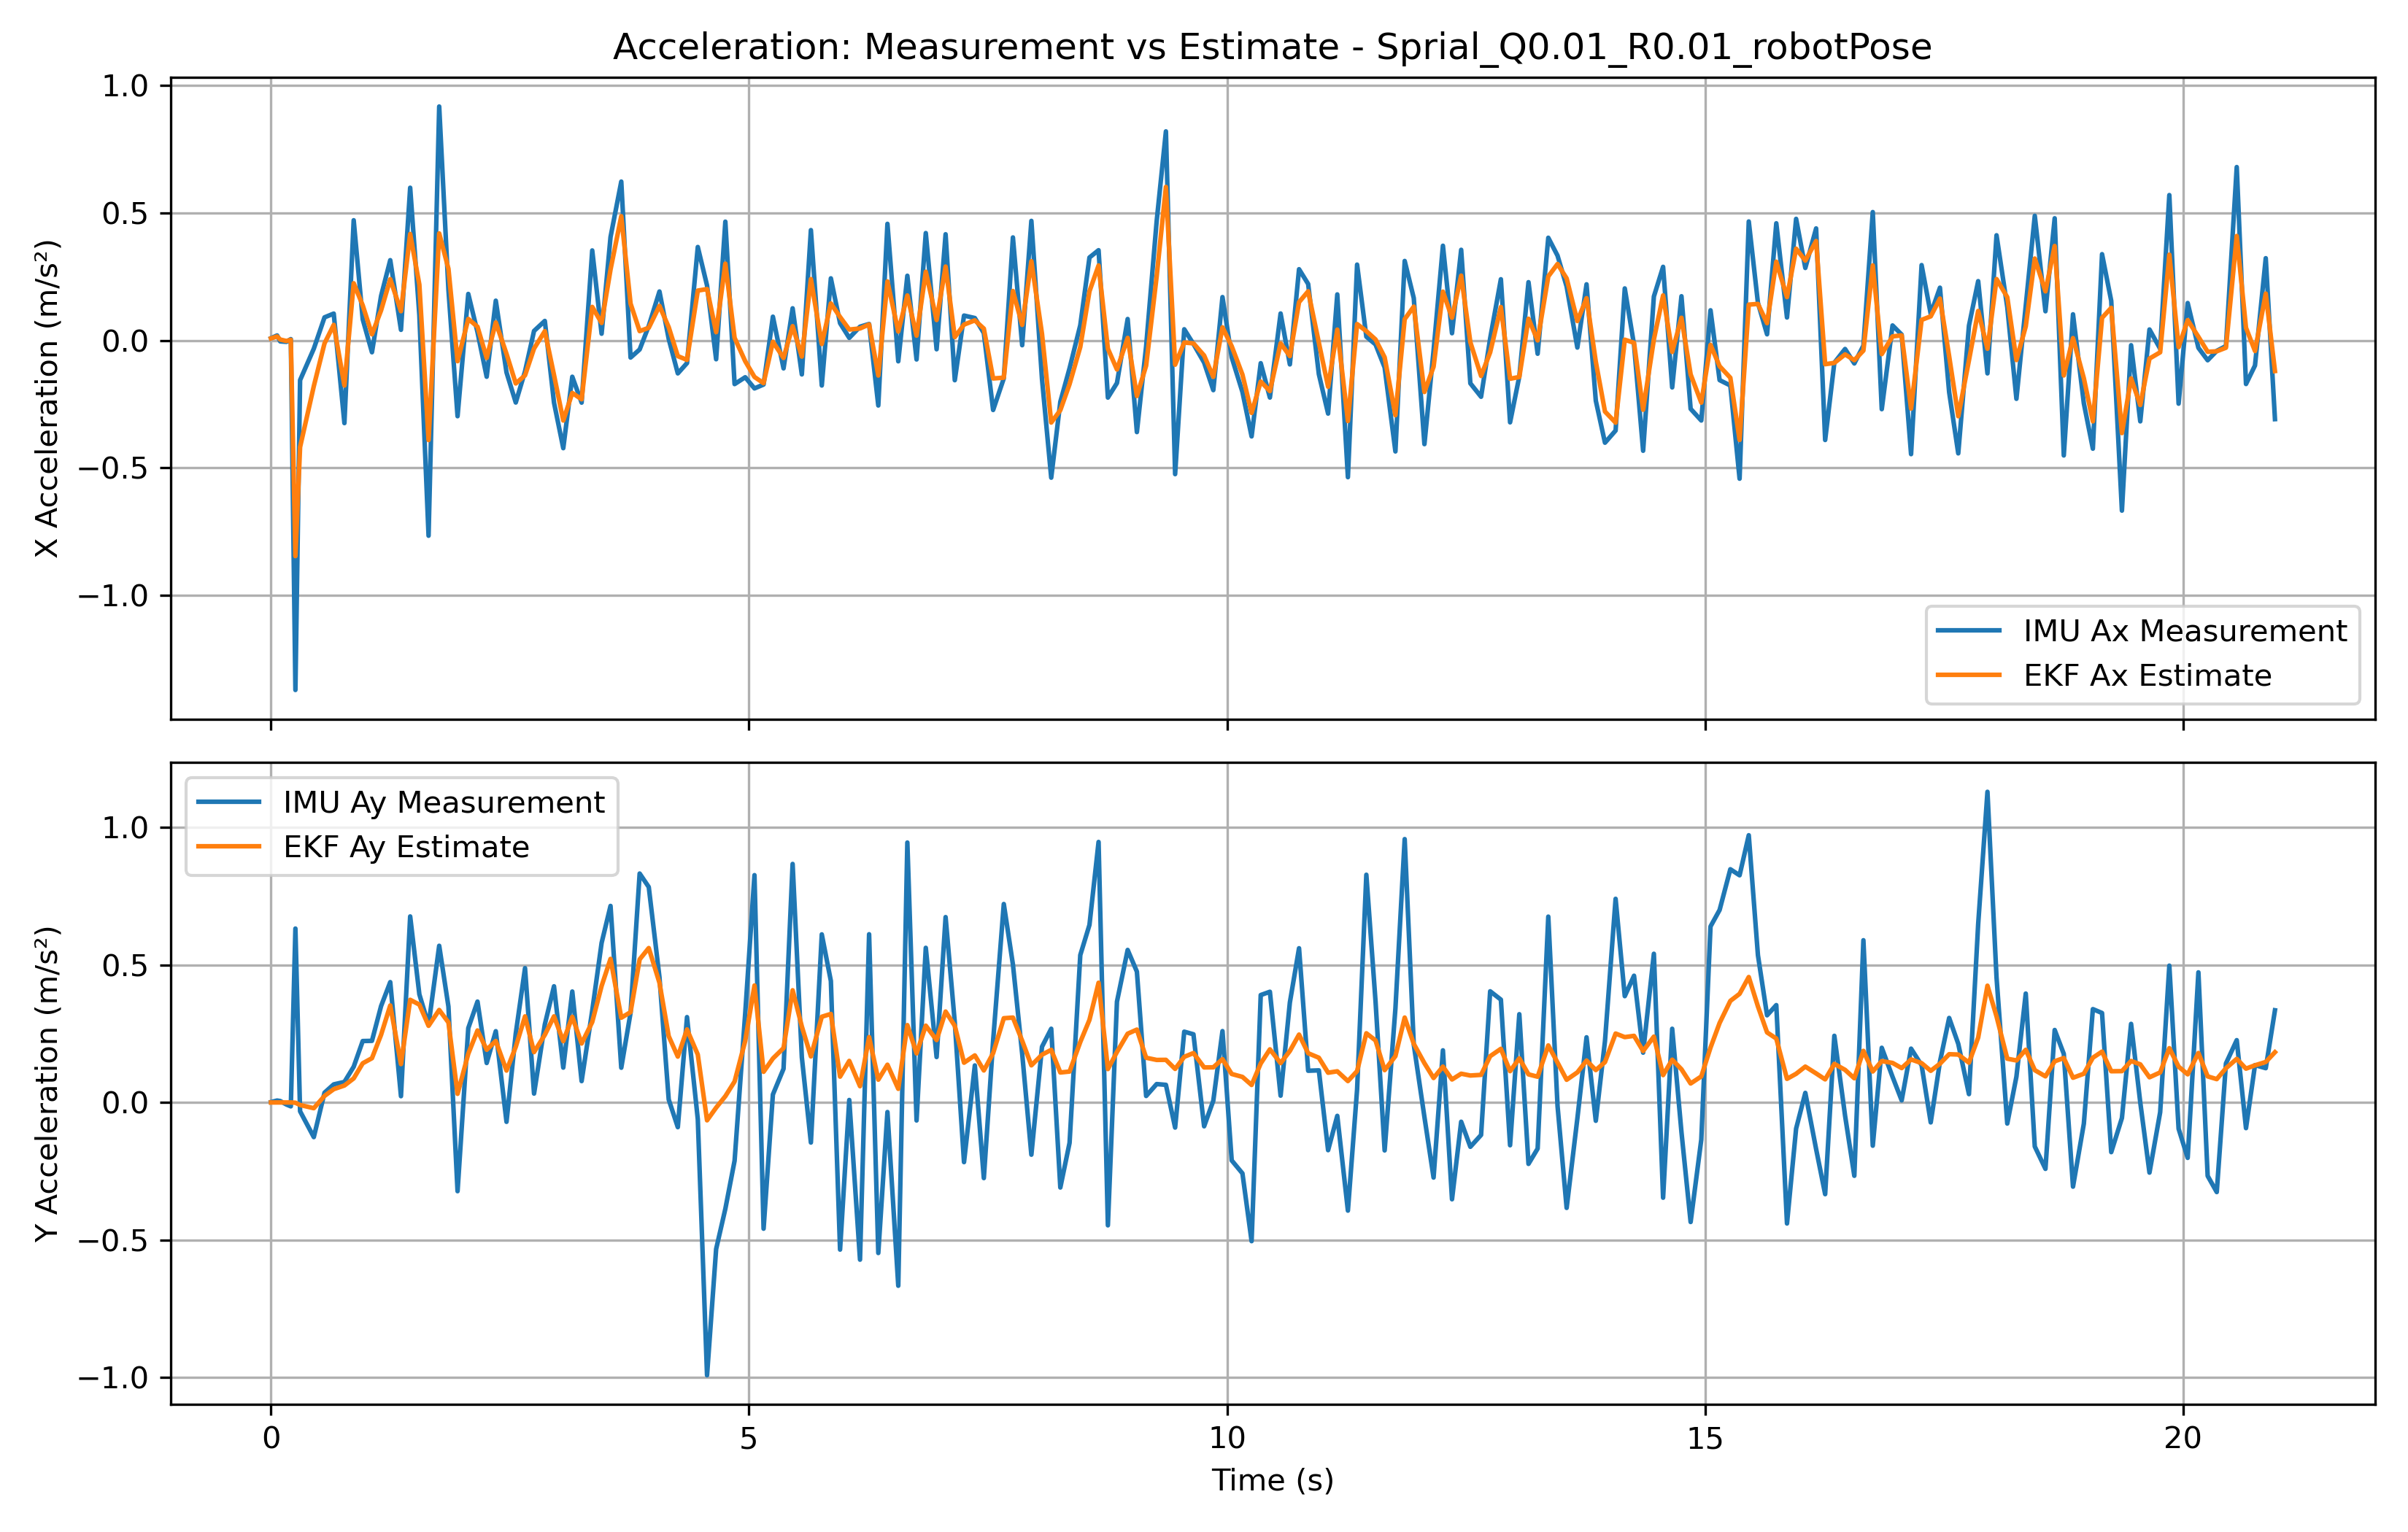 Acceleration: Measurement vs Estimate - Sprial_Q0.01_R0.01_robotPose
1.0
0.5
0.0
−0.5
−1.0
X Acceleration (m/s²)
IMU Ax Measurement
EKF Ax Estimate
IMU Ay Measurement
EKF Ay Estimate
1.0
0.5
0.0
−0.5
−1.0
Y Acceleration (m/s²)
0 5 10 15 20
Time (s)